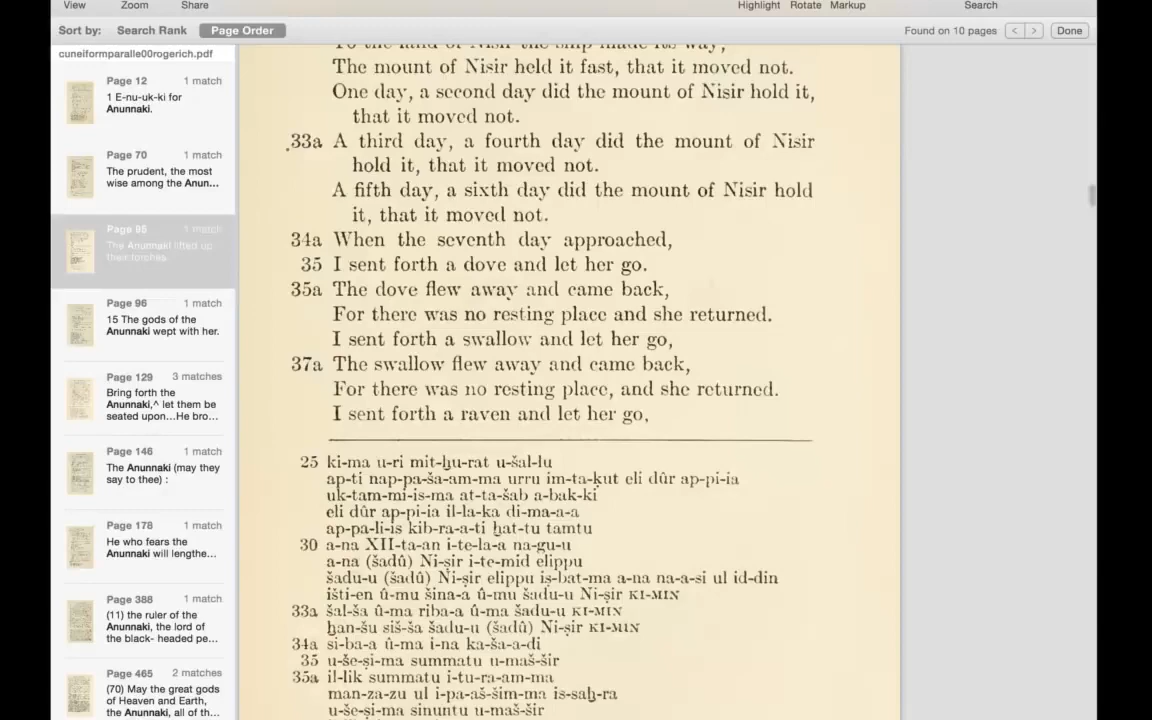 View Zoom Share Highlight Rotate Markup Search
Sort by: Search Rank Page Order Found on 10 pages < > Done
cuneiformparalle00rogerich.pdf
Page 12 1 match
1 E-nu-uk-ki for
Anunnaki.
Page 70 1 match
The prudent, the most
wise among the Anun...
Page 95 1 match
The Anunnaki lifted up
their torches.
Page 96 1 match
15 The gods of the
Anunnaki wept with her.
Page 129 3 matches
Bring forth the
Anunnaki,^ let them be
seated upon...He bro...
Page 146 1 match
The Anunnaki (may they
say to thee) :
Page 178 1 match
He who fears the
Anunnaki will lengthe...
Page 388 1 match
(11) the ruler of the
Anunnaki, the lord of
the black- headed pe...
Page 465 2 matches
(70) May the great gods
of Heaven and Earth,
the Anunnaki, all of th...
To the land of Nisir the ship made its way,
The mount of Nisir held it fast, that it moved not.
One day, a second day did the mount of Nisir hold it,
that it moved not.
33a A third day, a fourth day did the mount of Nisir
hold it, that it moved not.
A fifth day, a sixth day did the mount of Nisir hold
it, that it moved not.
34a When the seventh day approached,
35 I sent forth a dove and let her go.
35a The dove flew away and came back,
For there was no resting place and she returned.
I sent forth a swallow and let her go,
37a The swallow flew away and came back,
For there was no resting place, and she returned.
I sent forth a raven and let her go,
25 ki-ma u-ri mit-ḫu-rat u-šal-lu
ap-ti nap-pa-ša-am-ma urru im-ta-ḳut eli dûr ap-pi-ia
uk-tam-mi-is-ma at-ta-šab a-bak-ki
eli dûr ap-pi-ia il-la-ka di-ma-a-a
ap-pa-li-is kib-ra-a-ti ḫat-tu tamtu
30 a-na XII-ta-an i-te-la-a na-gu-u
a-na (šadû) Ni-ṣir i-te-mid elippu
šadu-u (šadû) Ni-ṣir elippu iṣ-bat-ma a-na na-a-si ul id-din
išti-en û-mu šina-a û-mu šadu-u Ni-ṣir KI-MIN
33a šal-ša û-ma riba-a û-ma šadu-u KI-MIN
ḫan-šu siš-ša šadu-u (šadû) Ni-ṣir KI-MIN
34a si-ba-a û-ma i-na ka-ša-a-di
35 u-še-ṣi-ma summatu u-maš-šir
35a il-lik summatu i-tu-ra-am-ma
man-za-zu ul i-pa-aš-šim-ma is-saḫ-ra
u-še-ṣi-ma sinuntu u-maš-šir